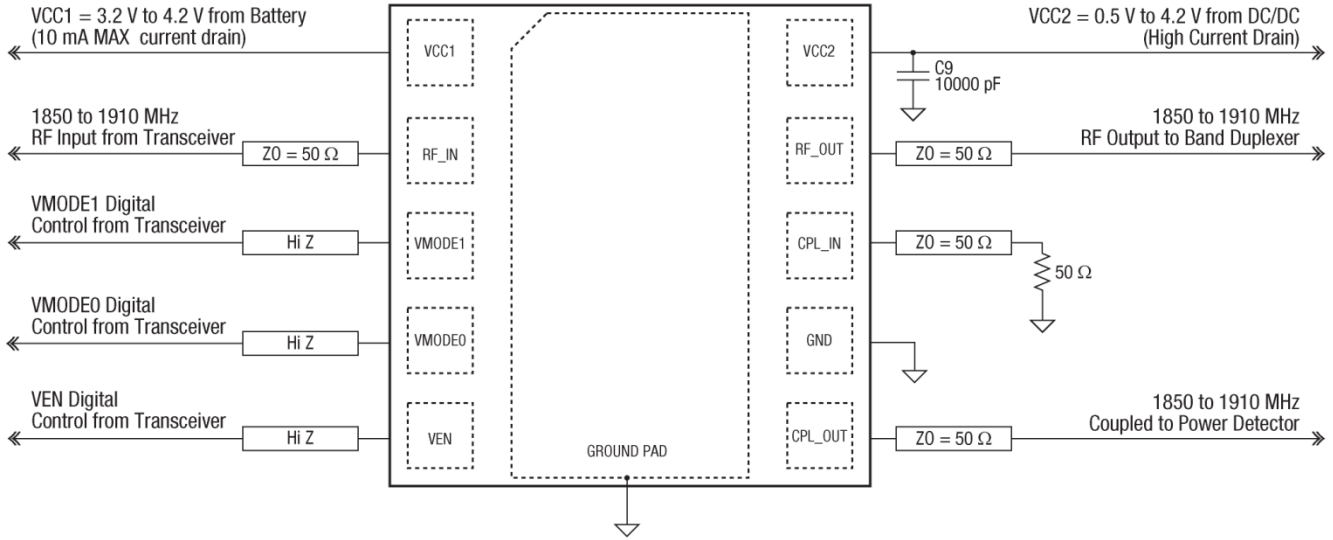 VCC1 = 3.2 V to 4.2 V from Battery
(10 mA MAX current drain)
VCC1
VCC2
VCC2 = 0.5 V to 4.2 V from DC/DC
(High Current Drain)
C9
10000 pF
1850 to 1910 MHz
RF Input from Transceiver
Z0 = 50 Ω
RF_IN
RF_OUT
Z0 = 50 Ω
1850 to 1910 MHz
RF Output to Band Duplexer
VMODE1 Digital
Control from Transceiver
Hi Z
VMODE1
CPL_IN
Z0 = 50 Ω
50 Ω
VMODE0 Digital
Control from Transceiver
Hi Z
VMODE0
GND
VEN Digital
Control from Transceiver
Hi Z
VEN
GROUND PAD
CPL_OUT
Z0 = 50 Ω
1850 to 1910 MHz
Coupled to Power Detector